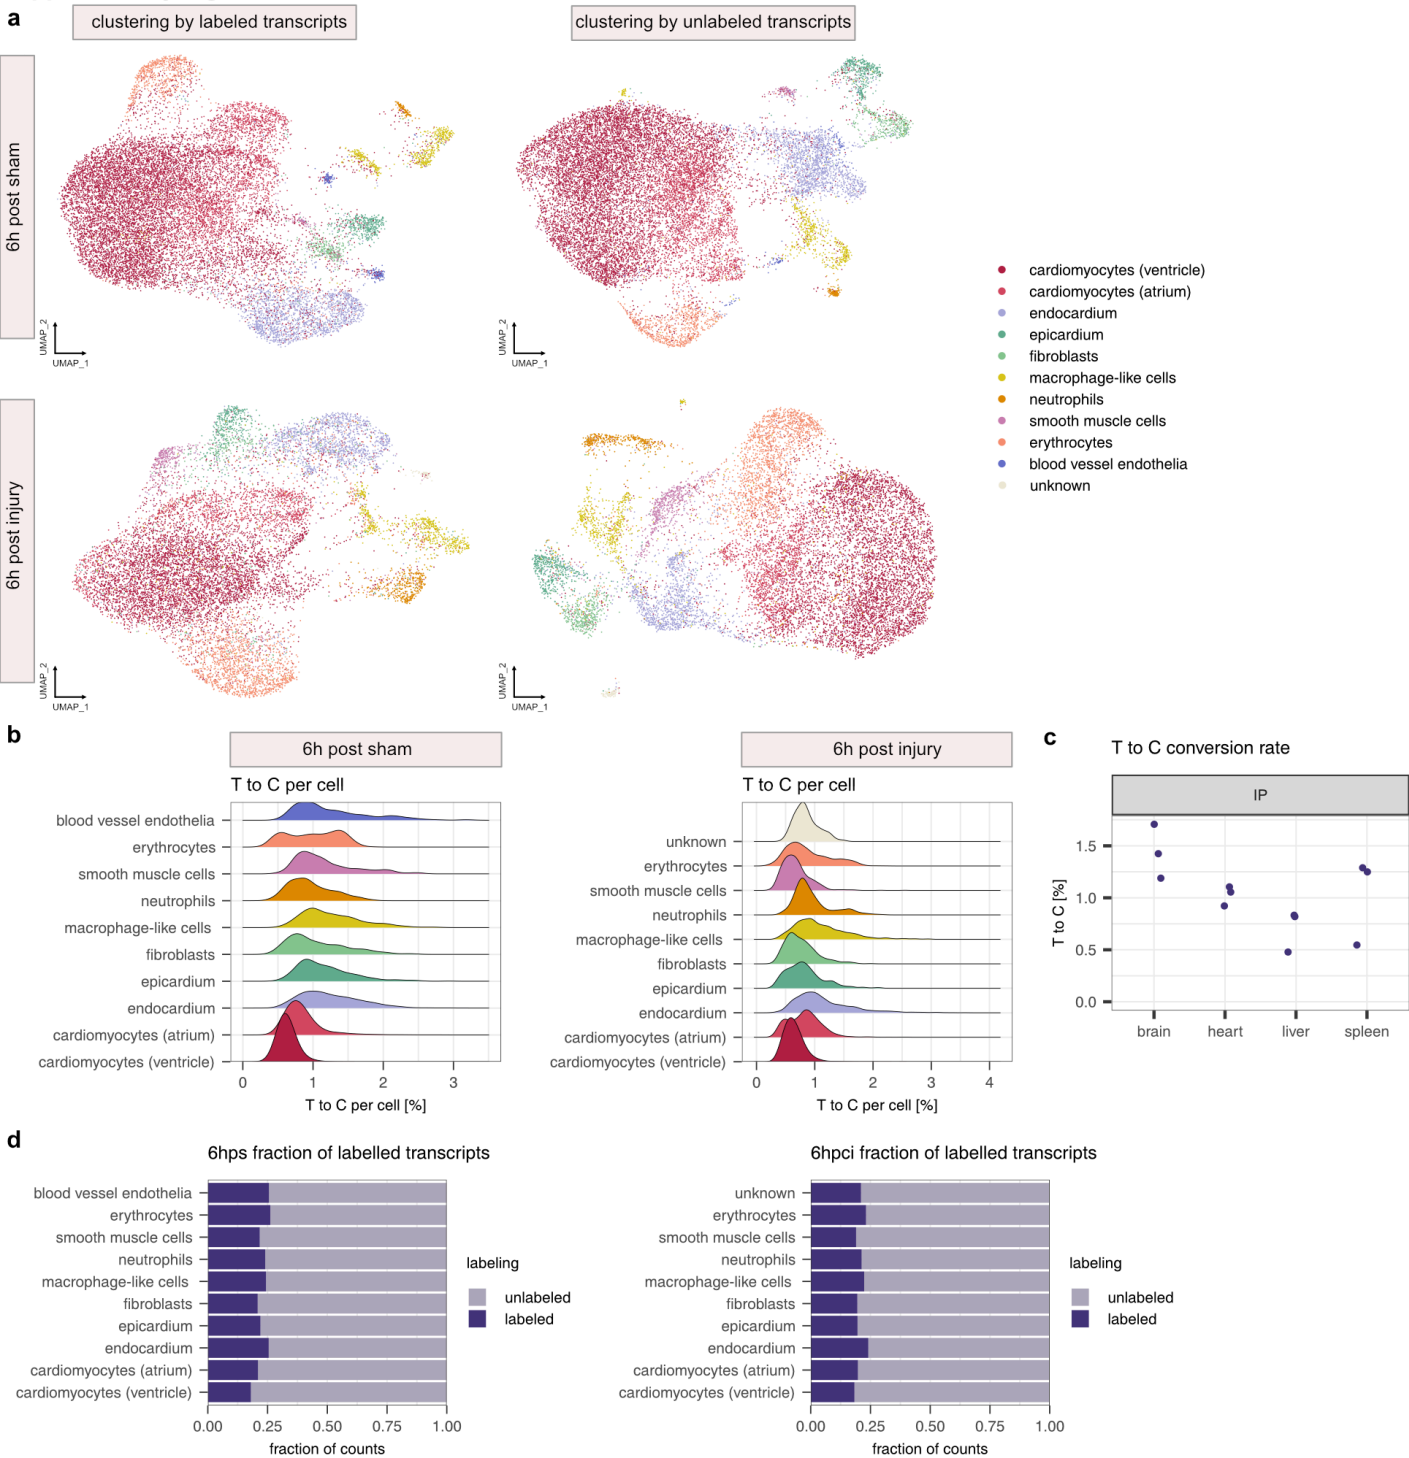 a
clustering by labeled transcripts
clustering by unlabeled transcripts
6h post sham
UMAP_2
UMAP_1
UMAP_2
UMAP_1
cardiomyocytes (ventricle)
cardiomyocytes (atrium)
endocardium
epicardium
fibroblasts
macrophage-like cells
neutrophils
smooth muscle cells
erythrocytes
blood vessel endothelia
unknown
6h post injury
UMAP_2
UMAP_1
UMAP_2
UMAP_1
b
6h post sham
T to C per cell
blood vessel endothelia
erythrocytes
smooth muscle cells
neutrophils
macrophage-like cells
fibroblasts
epicardium
endocardium
cardiomyocytes (atrium)
cardiomyocytes (ventricle)
0 1 2 3
T to C per cell [%]
6h post injury
T to C per cell
unknown
erythrocytes
smooth muscle cells
neutrophils
macrophage-like cells
fibroblasts
epicardium
endocardium
cardiomyocytes (atrium)
cardiomyocytes (ventricle)
0 1 2 3 4
T to C per cell [%]
c
T to C conversion rate
IP
T to C [%]
1.5
1.0
0.5
0.0
brain heart liver spleen
d
6hps fraction of labelled transcripts
blood vessel endothelia
erythrocytes
smooth muscle cells
neutrophils
macrophage-like cells
fibroblasts
epicardium
endocardium
cardiomyocytes (atrium)
cardiomyocytes (ventricle)
0.00 0.25 0.50 0.75 1.00
fraction of counts
labeling
unlabeled
labeled
6hpci fraction of labelled transcripts
unknown
erythrocytes
smooth muscle cells
neutrophils
macrophage-like cells
fibroblasts
epicardium
endocardium
cardiomyocytes (atrium)
cardiomyocytes (ventricle)
0.00 0.25 0.50 0.75 1.00
fraction of counts
labeling
unlabeled
labeled